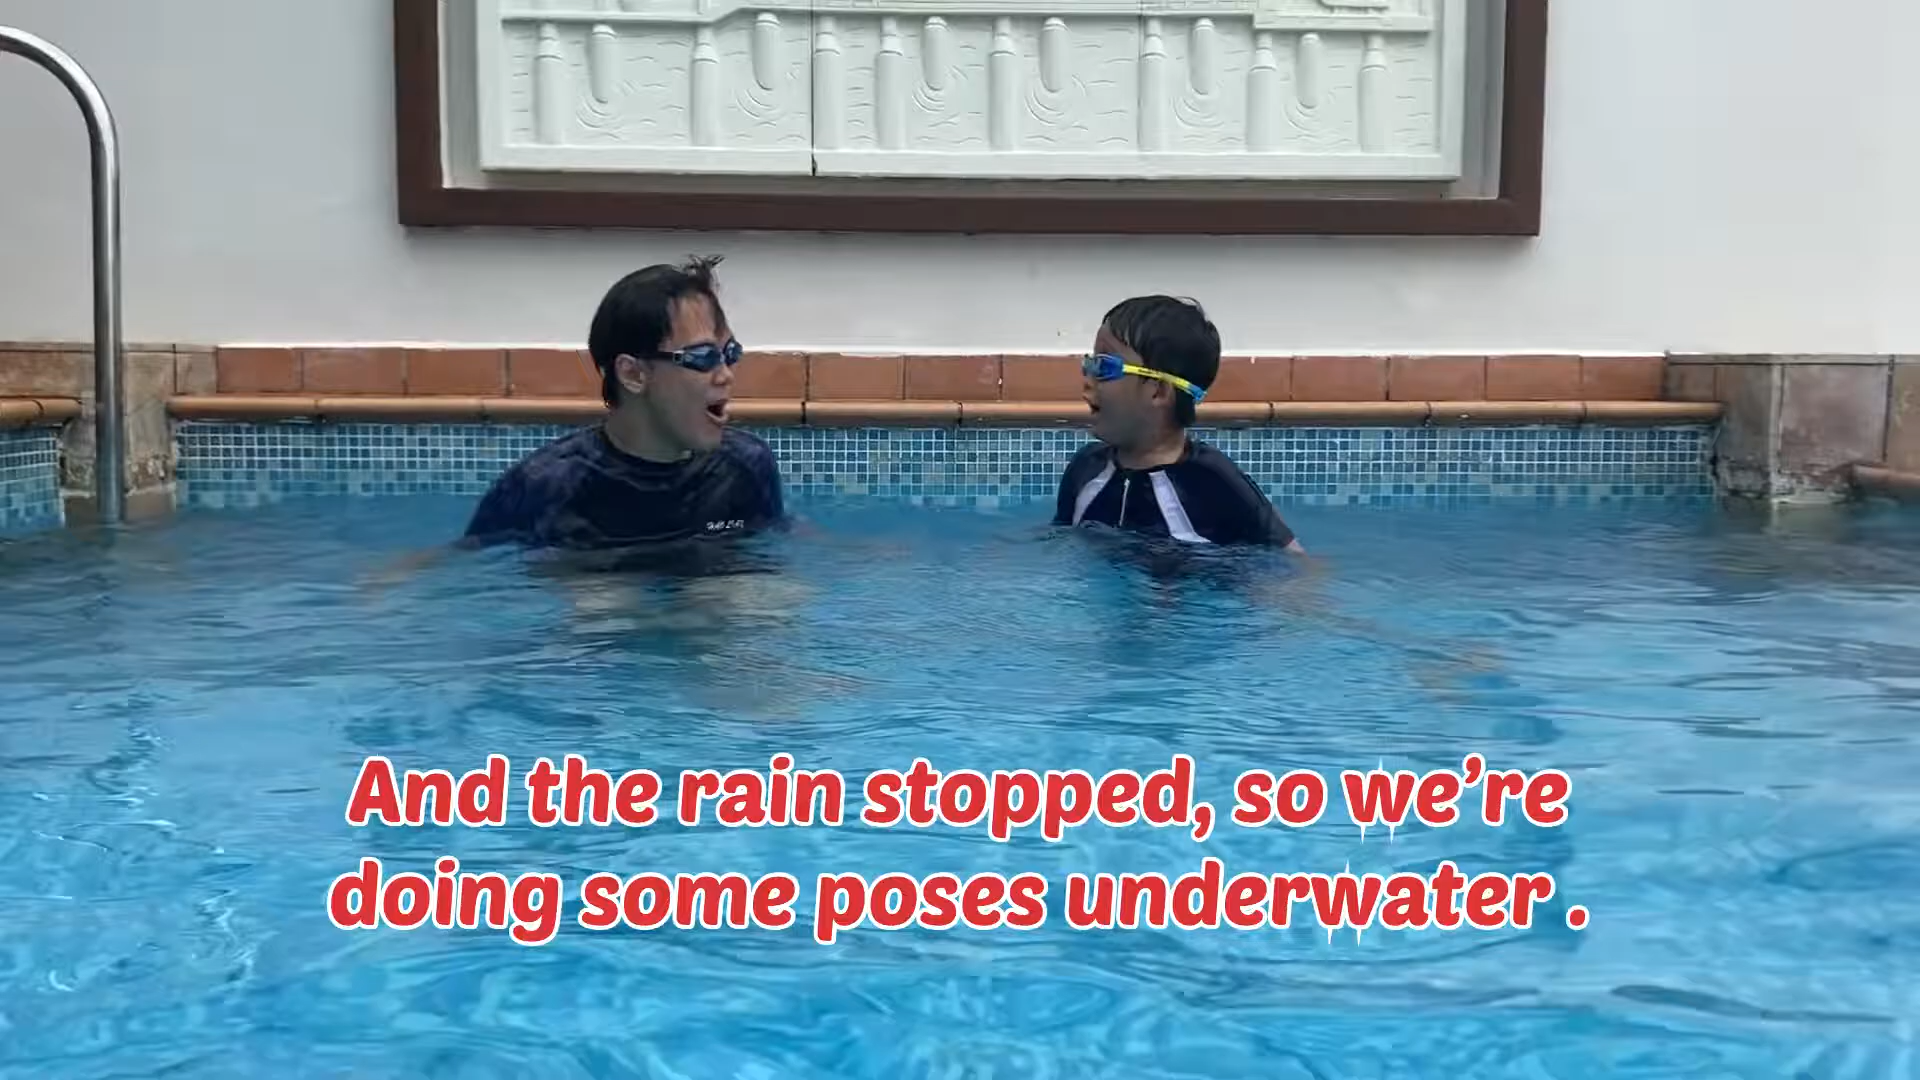 And the rain stopped, so we’re
doing some poses underwater .